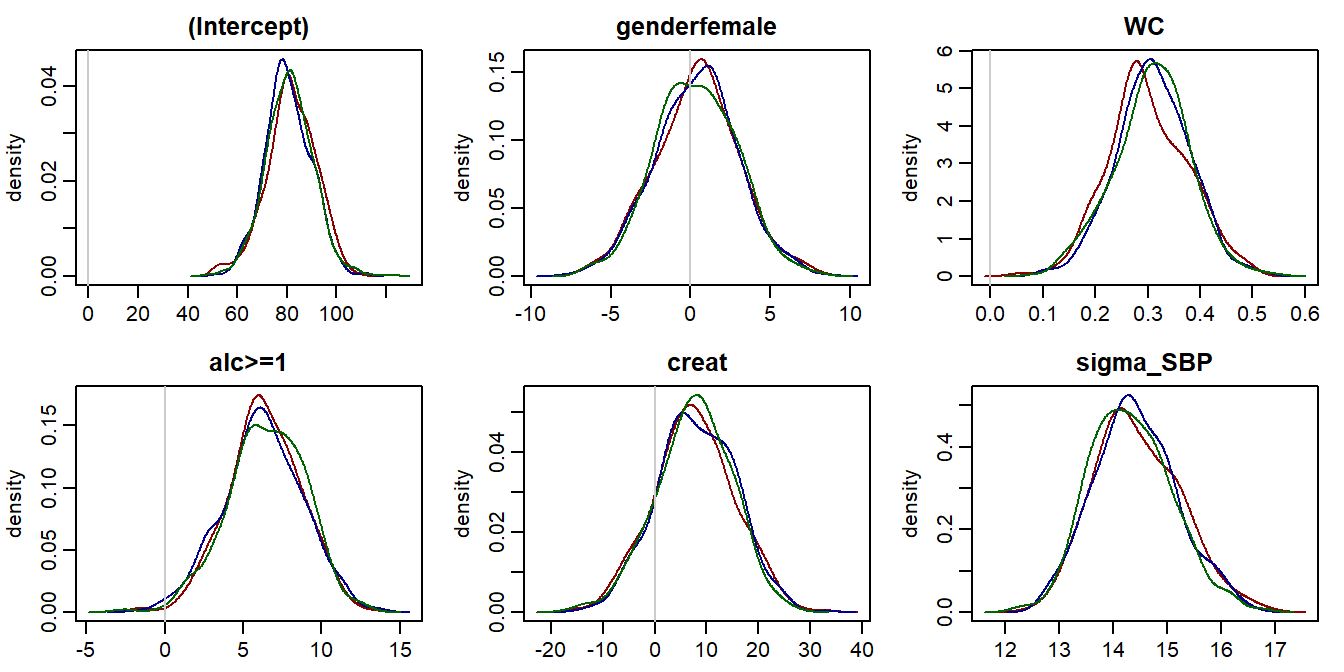 (Intercept)
density
0.00 0.02 0.04
0 20 40 60 80 100
genderfemale
0.00 0.05 0.10 0.15
-10 -5 0 5 10
WC
density
0 1 2 3 4 5 6
0.0 0.1 0.2 0.3 0.4 0.5 0.6
alc>=1
density
0.00 0.05 0.10 0.15
-5 0 5 10 15
creat
density
0.00 0.02 0.04
-20 -10 0 10 20 30 40
sigma_SBP
density
0.0 0.2 0.4
12 13 14 15 16 17